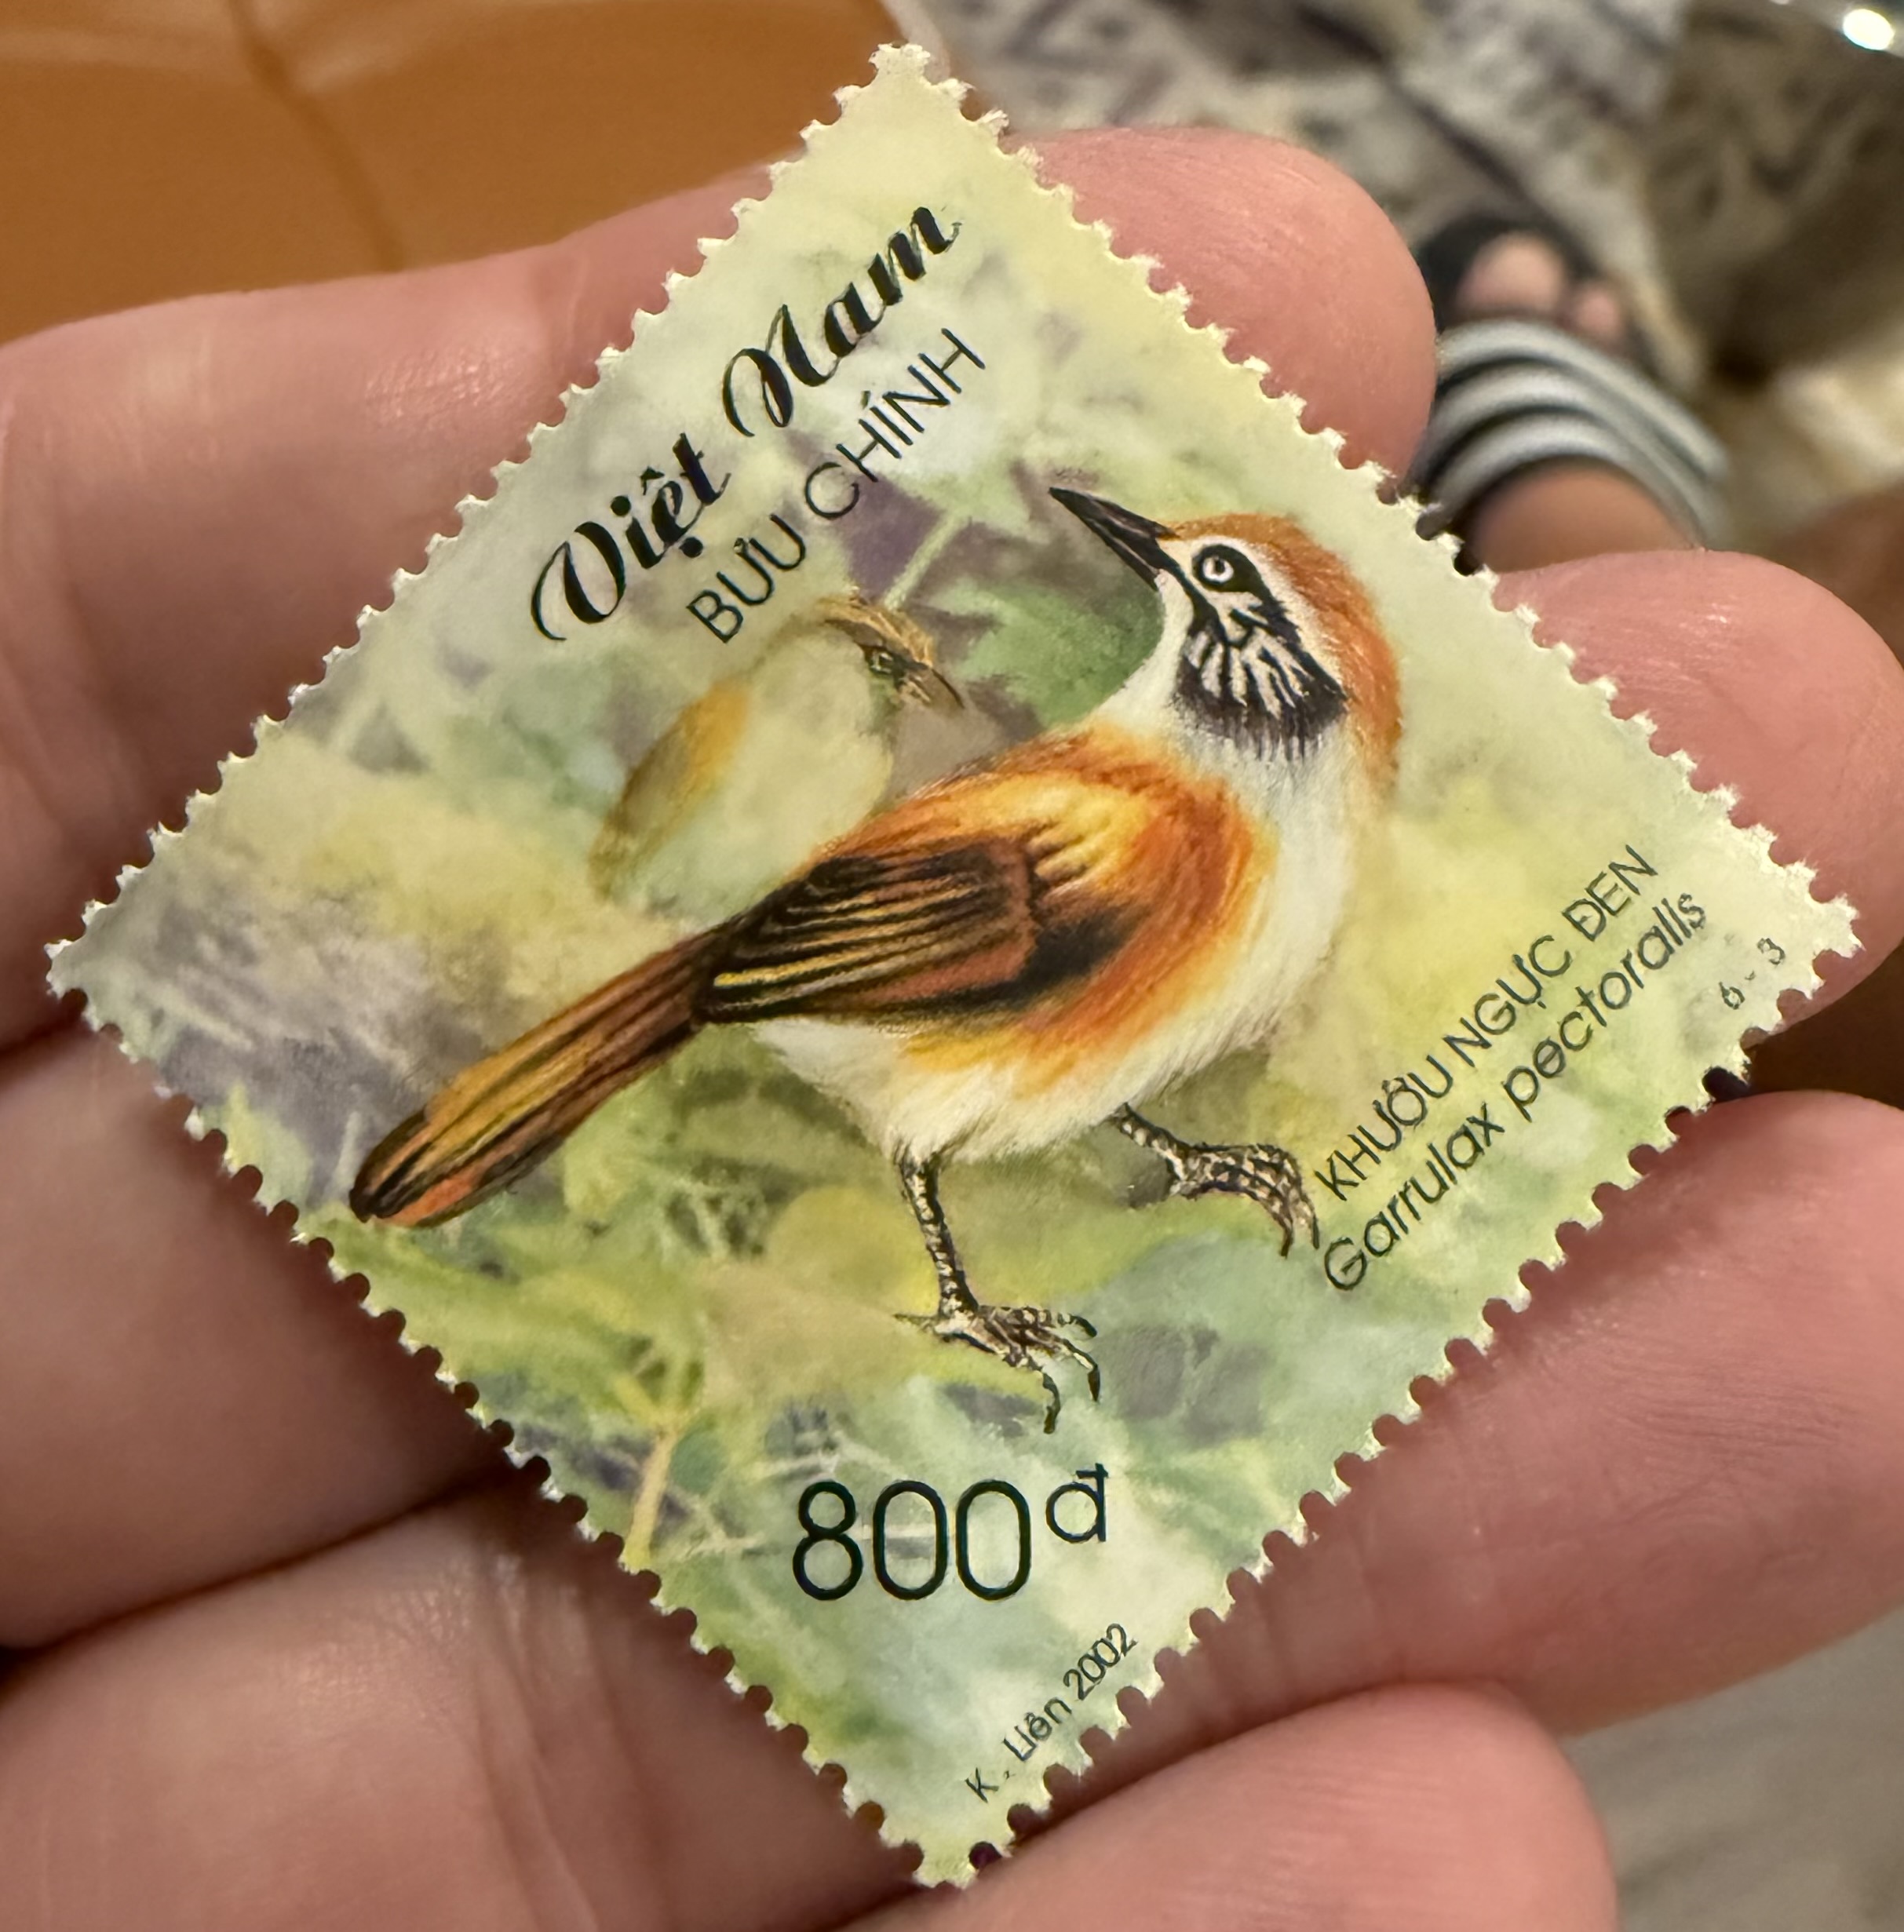 Việt Nam
BƯU CHÍNH
KHƯỚU NGỰC ĐEN
Garrulax pectoralis
6 - 3
800đ
K. Liên 2002